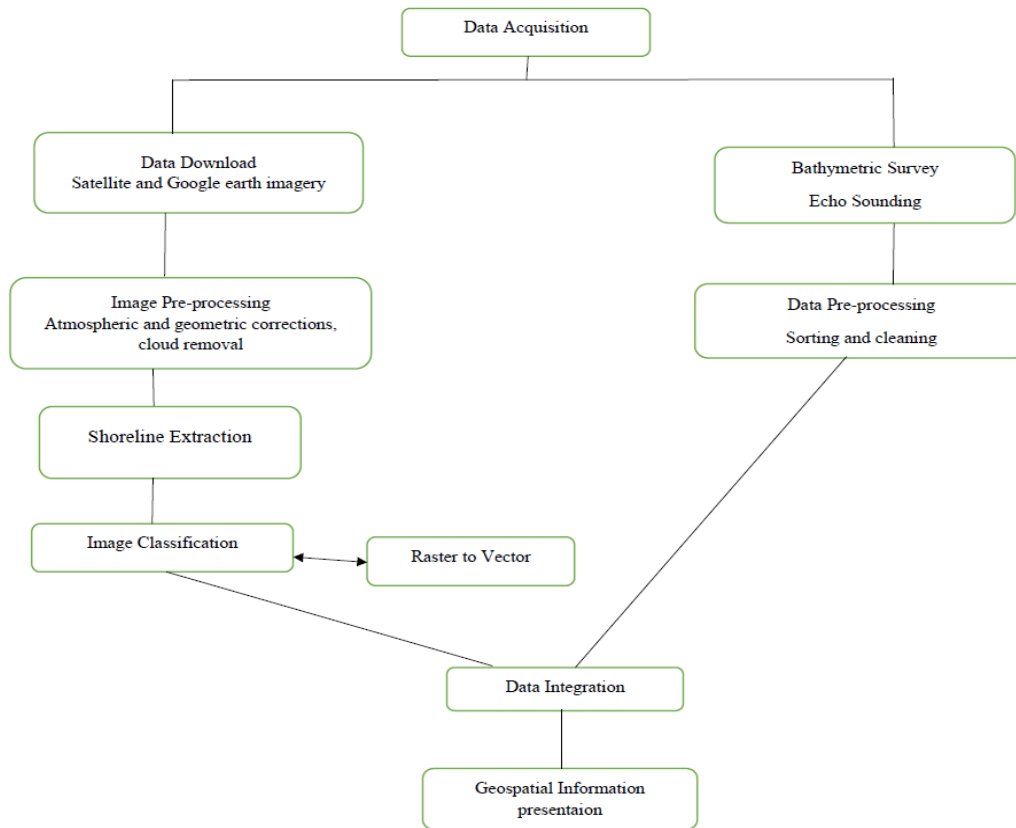 Data Acquisition
Data Download
Satellite and Google earth imagery
Bathymetric Survey
Echo Sounding
Image Pre-processing
Atmospheric and geometric corrections,
cloud removal
Data Pre-processing
Sorting and cleaning
Shoreline Extraction
Image Classification
Raster to Vector
Data Integration
Geospatial Information
presentaion